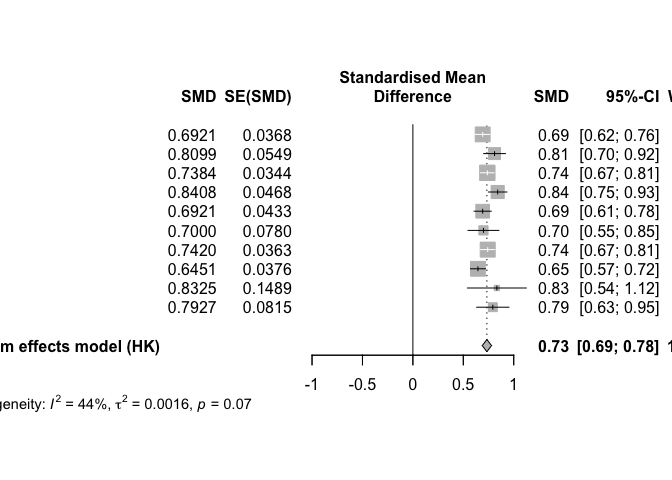 Standardised Mean
SMD SE(SMD) Difference SMD 95%-CI
0.6921 0.0368 0.69 [0.62; 0.76]
0.8099 0.0549 0.81 [0.70; 0.92]
0.7384 0.0344 0.74 [0.67; 0.81]
0.8408 0.0468 0.84 [0.75; 0.93]
0.6921 0.0433 0.69 [0.61; 0.78]
0.7000 0.0780 0.70 [0.55; 0.85]
0.7420 0.0363 0.74 [0.67; 0.81]
0.6451 0.0376 0.65 [0.57; 0.72]
0.8325 0.1489 0.83 [0.54; 1.12]
0.7927 0.0815 0.79 [0.63; 0.95]
m effects model (HK) 0.73 [0.69; 0.78] 1
-1 -0.5 0 0.5 1
geneity: I² = 44%, τ² = 0.0016, p = 0.07